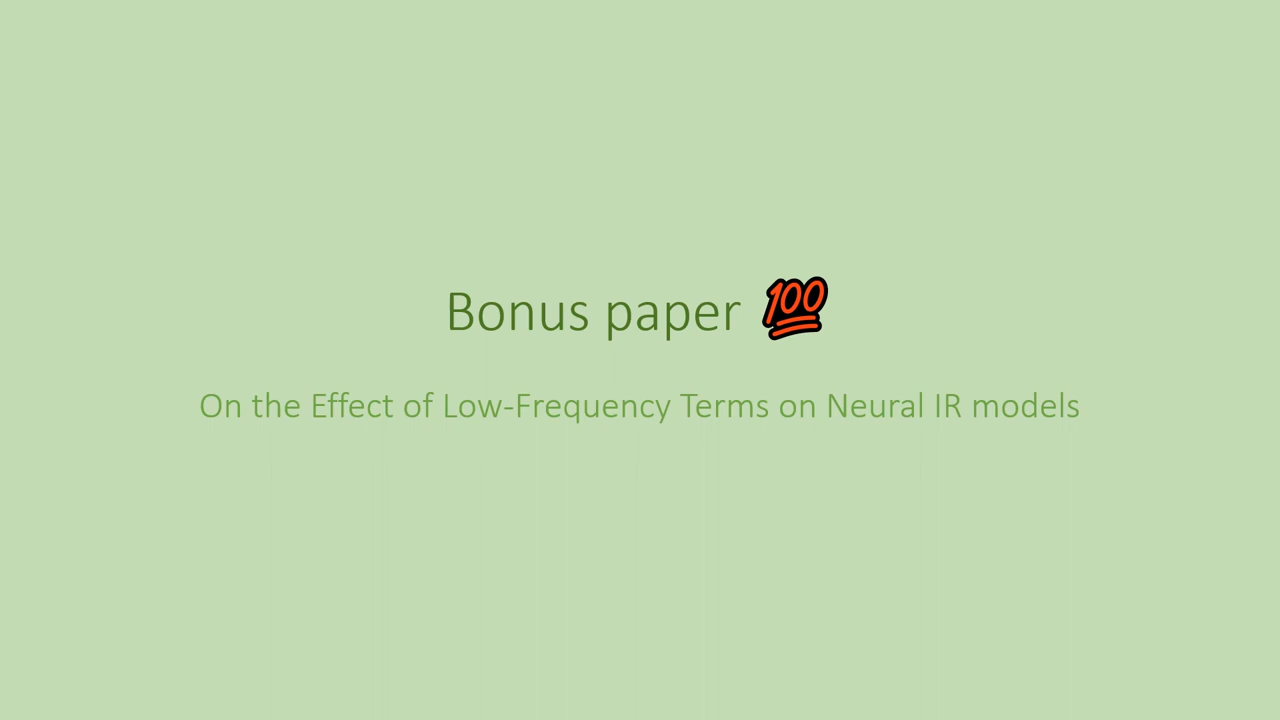 Bonus paper 💯
On the Effect of Low-Frequency Terms on Neural IR models